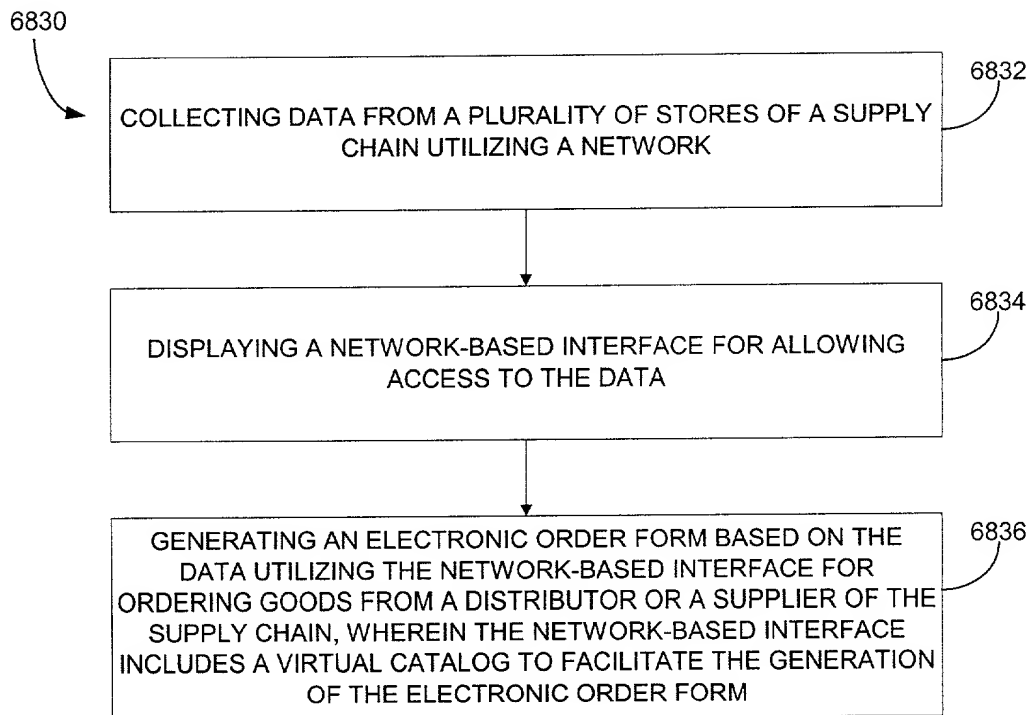 6830
6832
COLLECTING DATA FROM A PLURALITY OF STORES OF A SUPPLY
CHAIN UTILIZING A NETWORK
6834
DISPLAYING A NETWORK-BASED INTERFACE FOR ALLOWING
ACCESS TO THE DATA
6836
GENERATING AN ELECTRONIC ORDER FORM BASED ON THE
DATA UTILIZING THE NETWORK-BASED INTERFACE FOR
ORDERING GOODS FROM A DISTRIBUTOR OR A SUPPLIER OF THE
SUPPLY CHAIN, WHEREIN THE NETWORK-BASED INTERFACE
INCLUDES A VIRTUAL CATALOG TO FACILITATE THE GENERATION
OF THE ELECTRONIC ORDER FORM